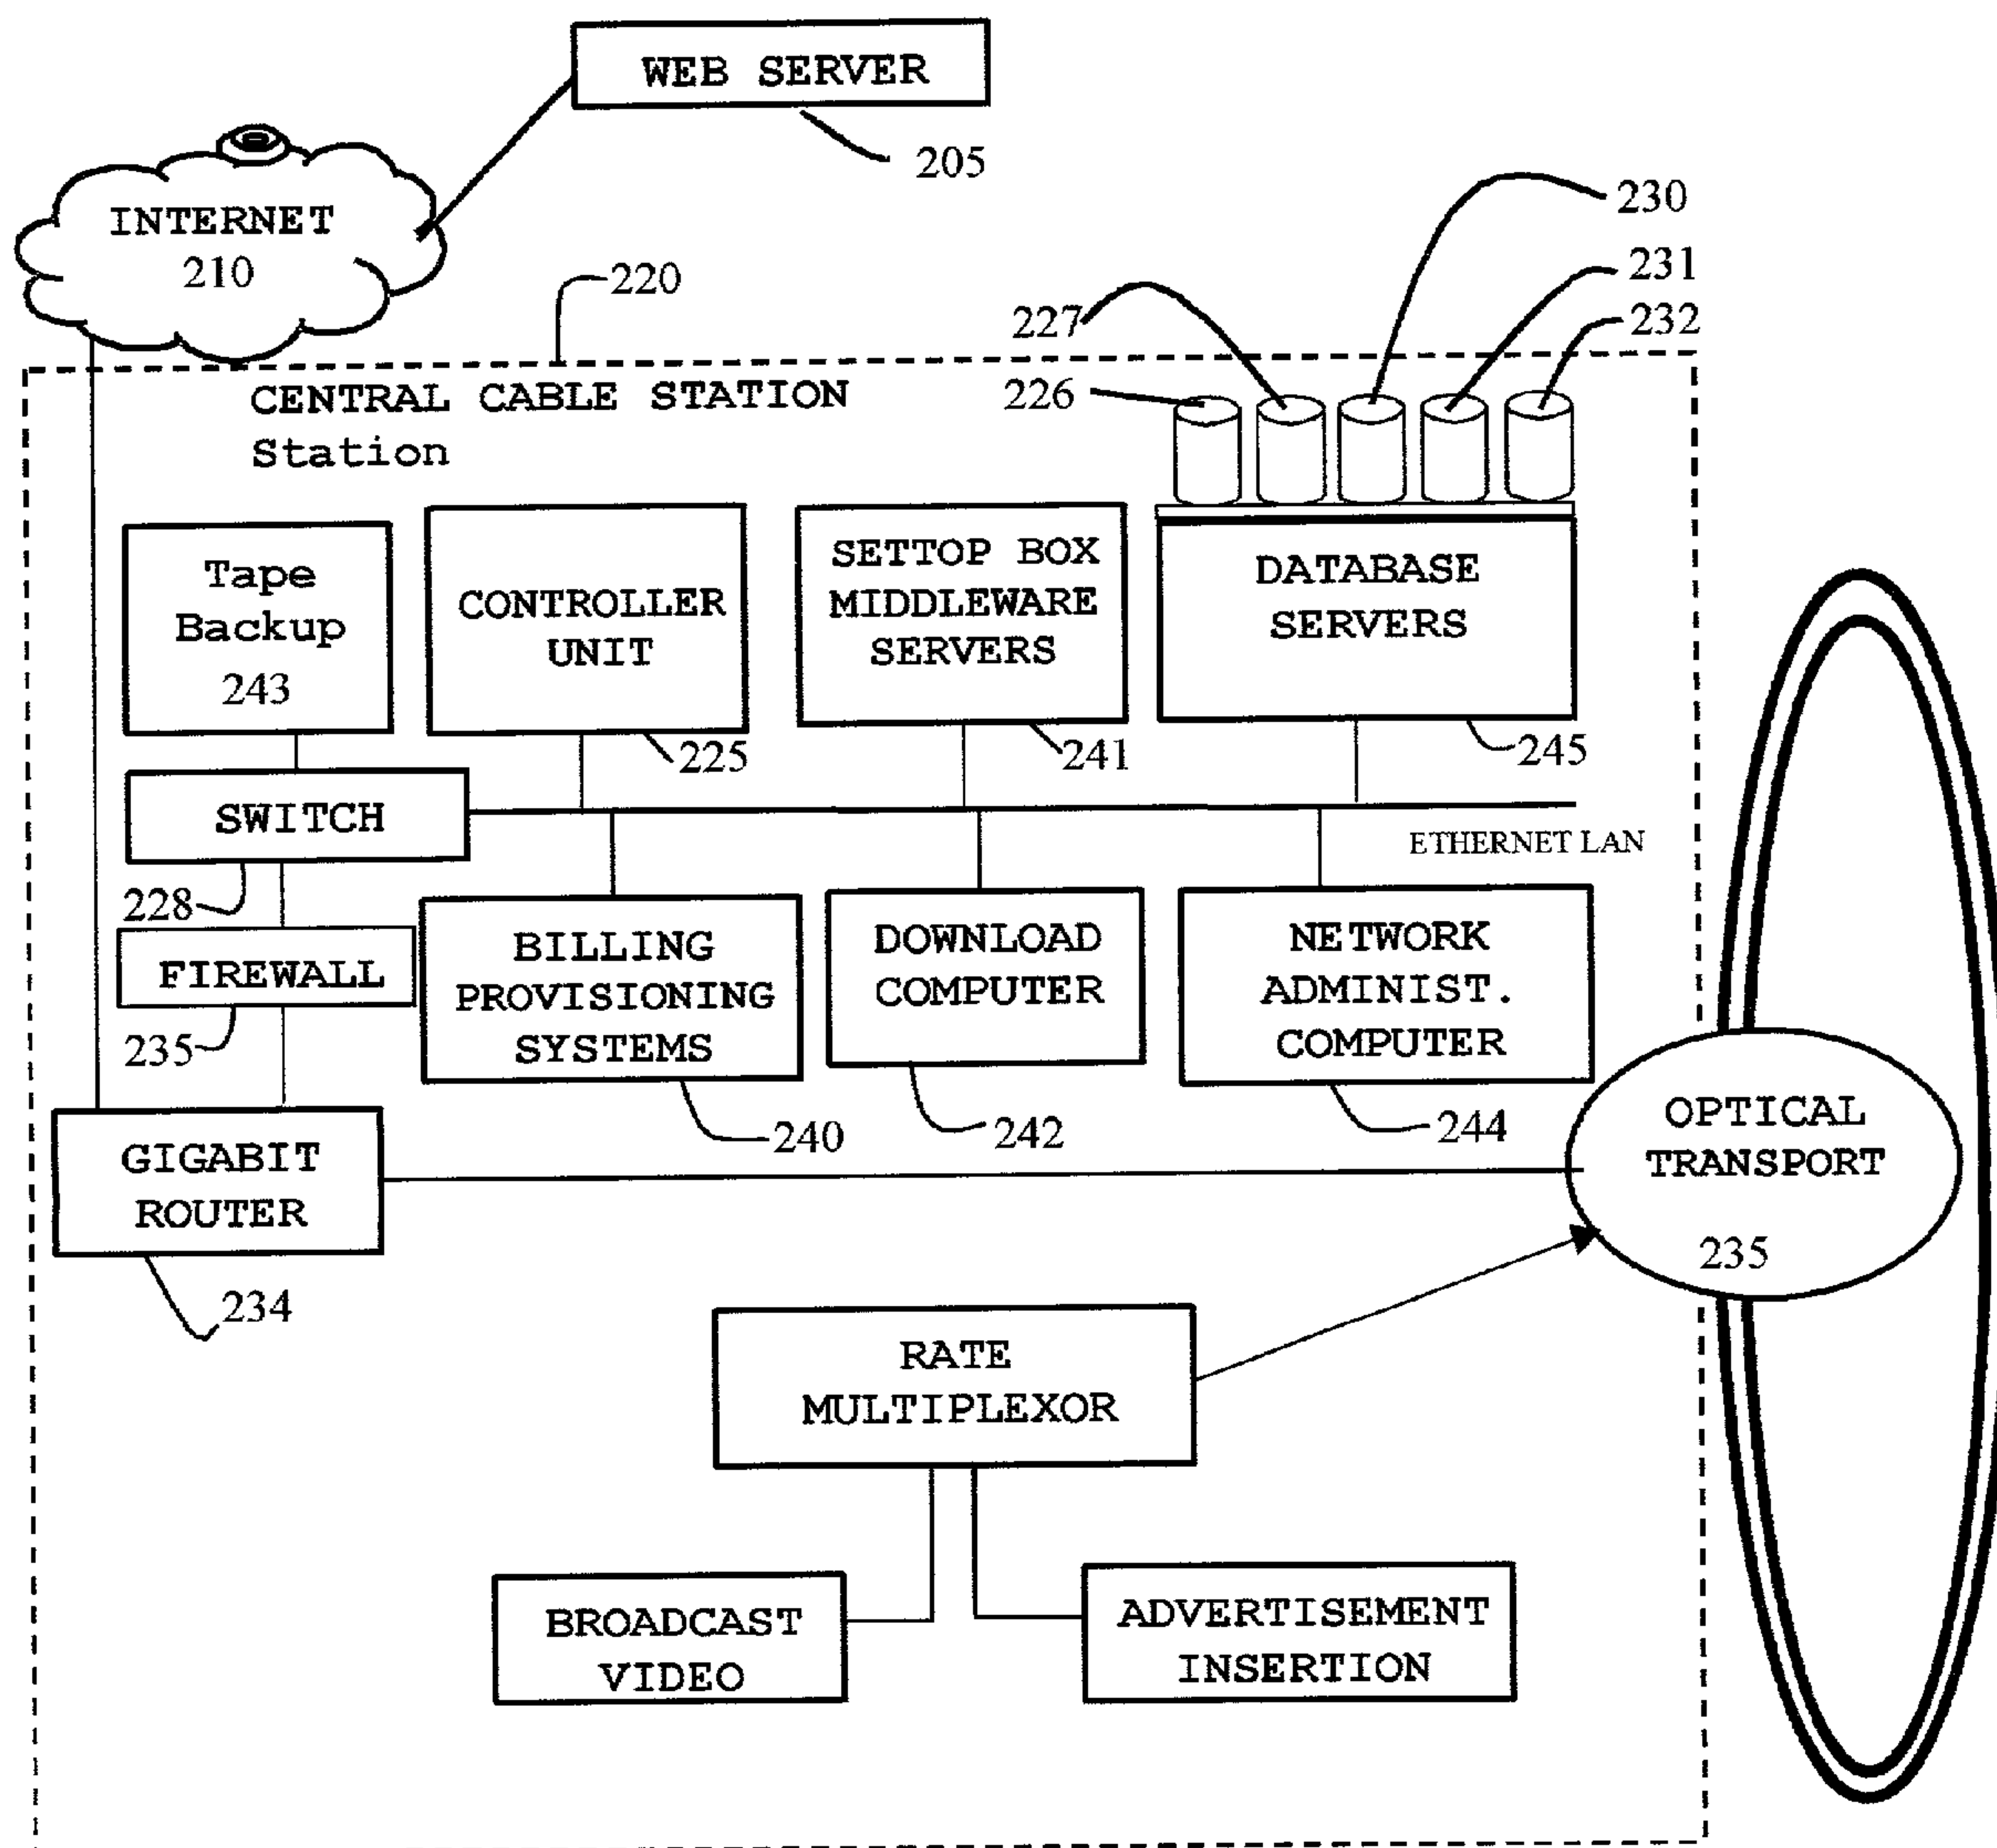 WEB SERVER
205
INTERNET
210
220
230
231
227
232
226
CENTRAL CABLE STATION
Station
Tape
Backup
243
CONTROLLER
UNIT
225
SETTOP BOX
MIDDLEWARE
SERVERS
241
DATABASE
SERVERS
245
SWITCH
228
ETHERNET LAN
FIREWALL
235
BILLING
PROVISIONING
SYSTEMS
240
DOWNLOAD
COMPUTER
242
NETWORK
ADMINIST.
COMPUTER
244
GIGABIT
ROUTER
234
OPTICAL
TRANSPORT
235
RATE
MULTIPLEXOR
BROADCAST
VIDEO
ADVERTISEMENT
INSERTION